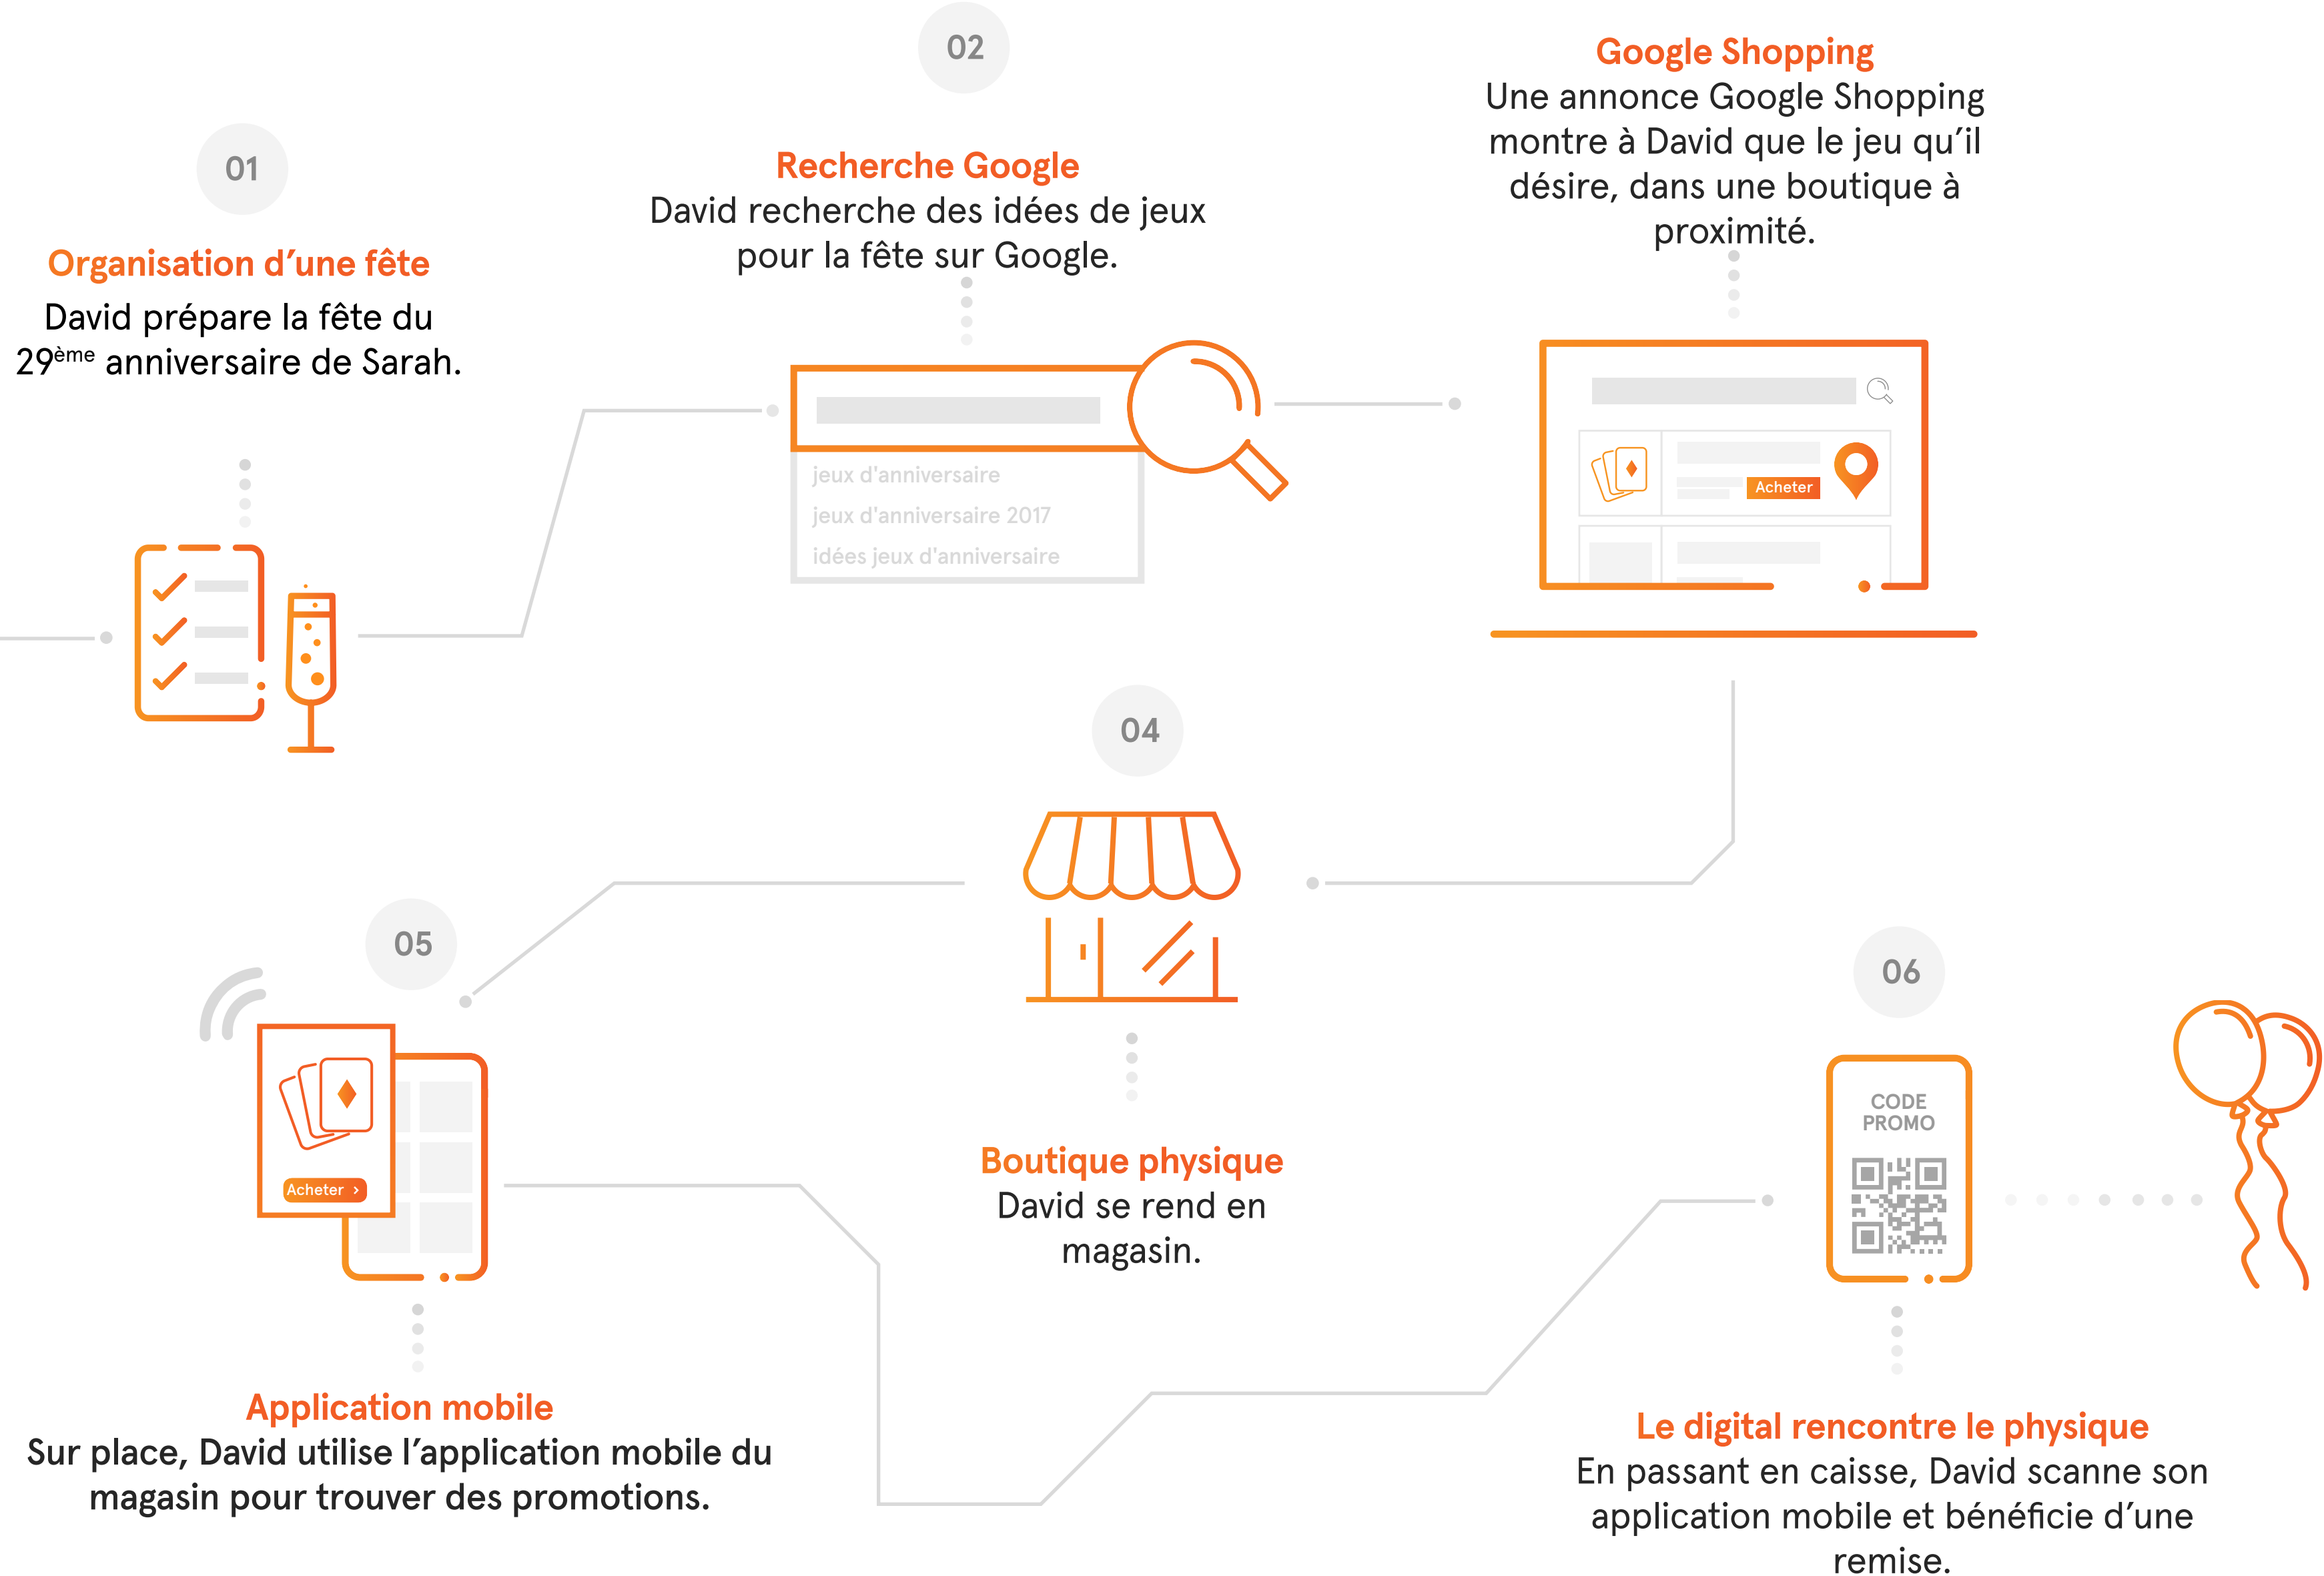 01
Organisation d’une fête
David prépare la fête du
29ème anniversaire de Sarah.
02
Recherche Google
David recherche des idées de jeux
pour la fête sur Google.
jeux d'anniversaire
jeux d'anniversaire 2017
idées jeux d'anniversaire
Google Shopping
Une annonce Google Shopping
montre à David que le jeu qu’il
désire, dans une boutique à
proximité.
Acheter
04
Boutique physique
David se rend en
magasin.
05
Acheter >
Application mobile
Sur place, David utilise l’application mobile du
magasin pour trouver des promotions.
06
CODE
PROMO
Le digital rencontre le physique
En passant en caisse, David scanne son
application mobile et bénéficie d’une
remise.